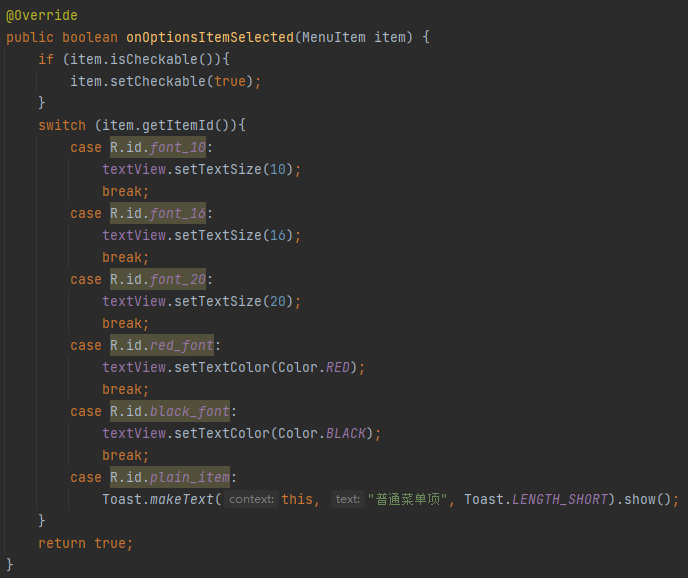 @Override
public boolean onOptionsItemSelected(MenuItem item) {
if (item.isCheckable()){
item.setCheckable(true);
}
switch (item.getItemId()){
case R.id.font_10:
textView.setTextSize(10);
break;
case R.id.font_16:
textView.setTextSize(16);
break;
case R.id.font_20:
textView.setTextSize(20);
break;
case R.id.red_font:
textView.setTextColor(Color.RED);
break;
case R.id.black_font:
textView.setTextColor(Color.BLACK);
break;
case R.id.plain_item:
Toast.makeText( context: this, text: "普通菜单项", Toast.LENGTH_SHORT).show();
}
return true;
}